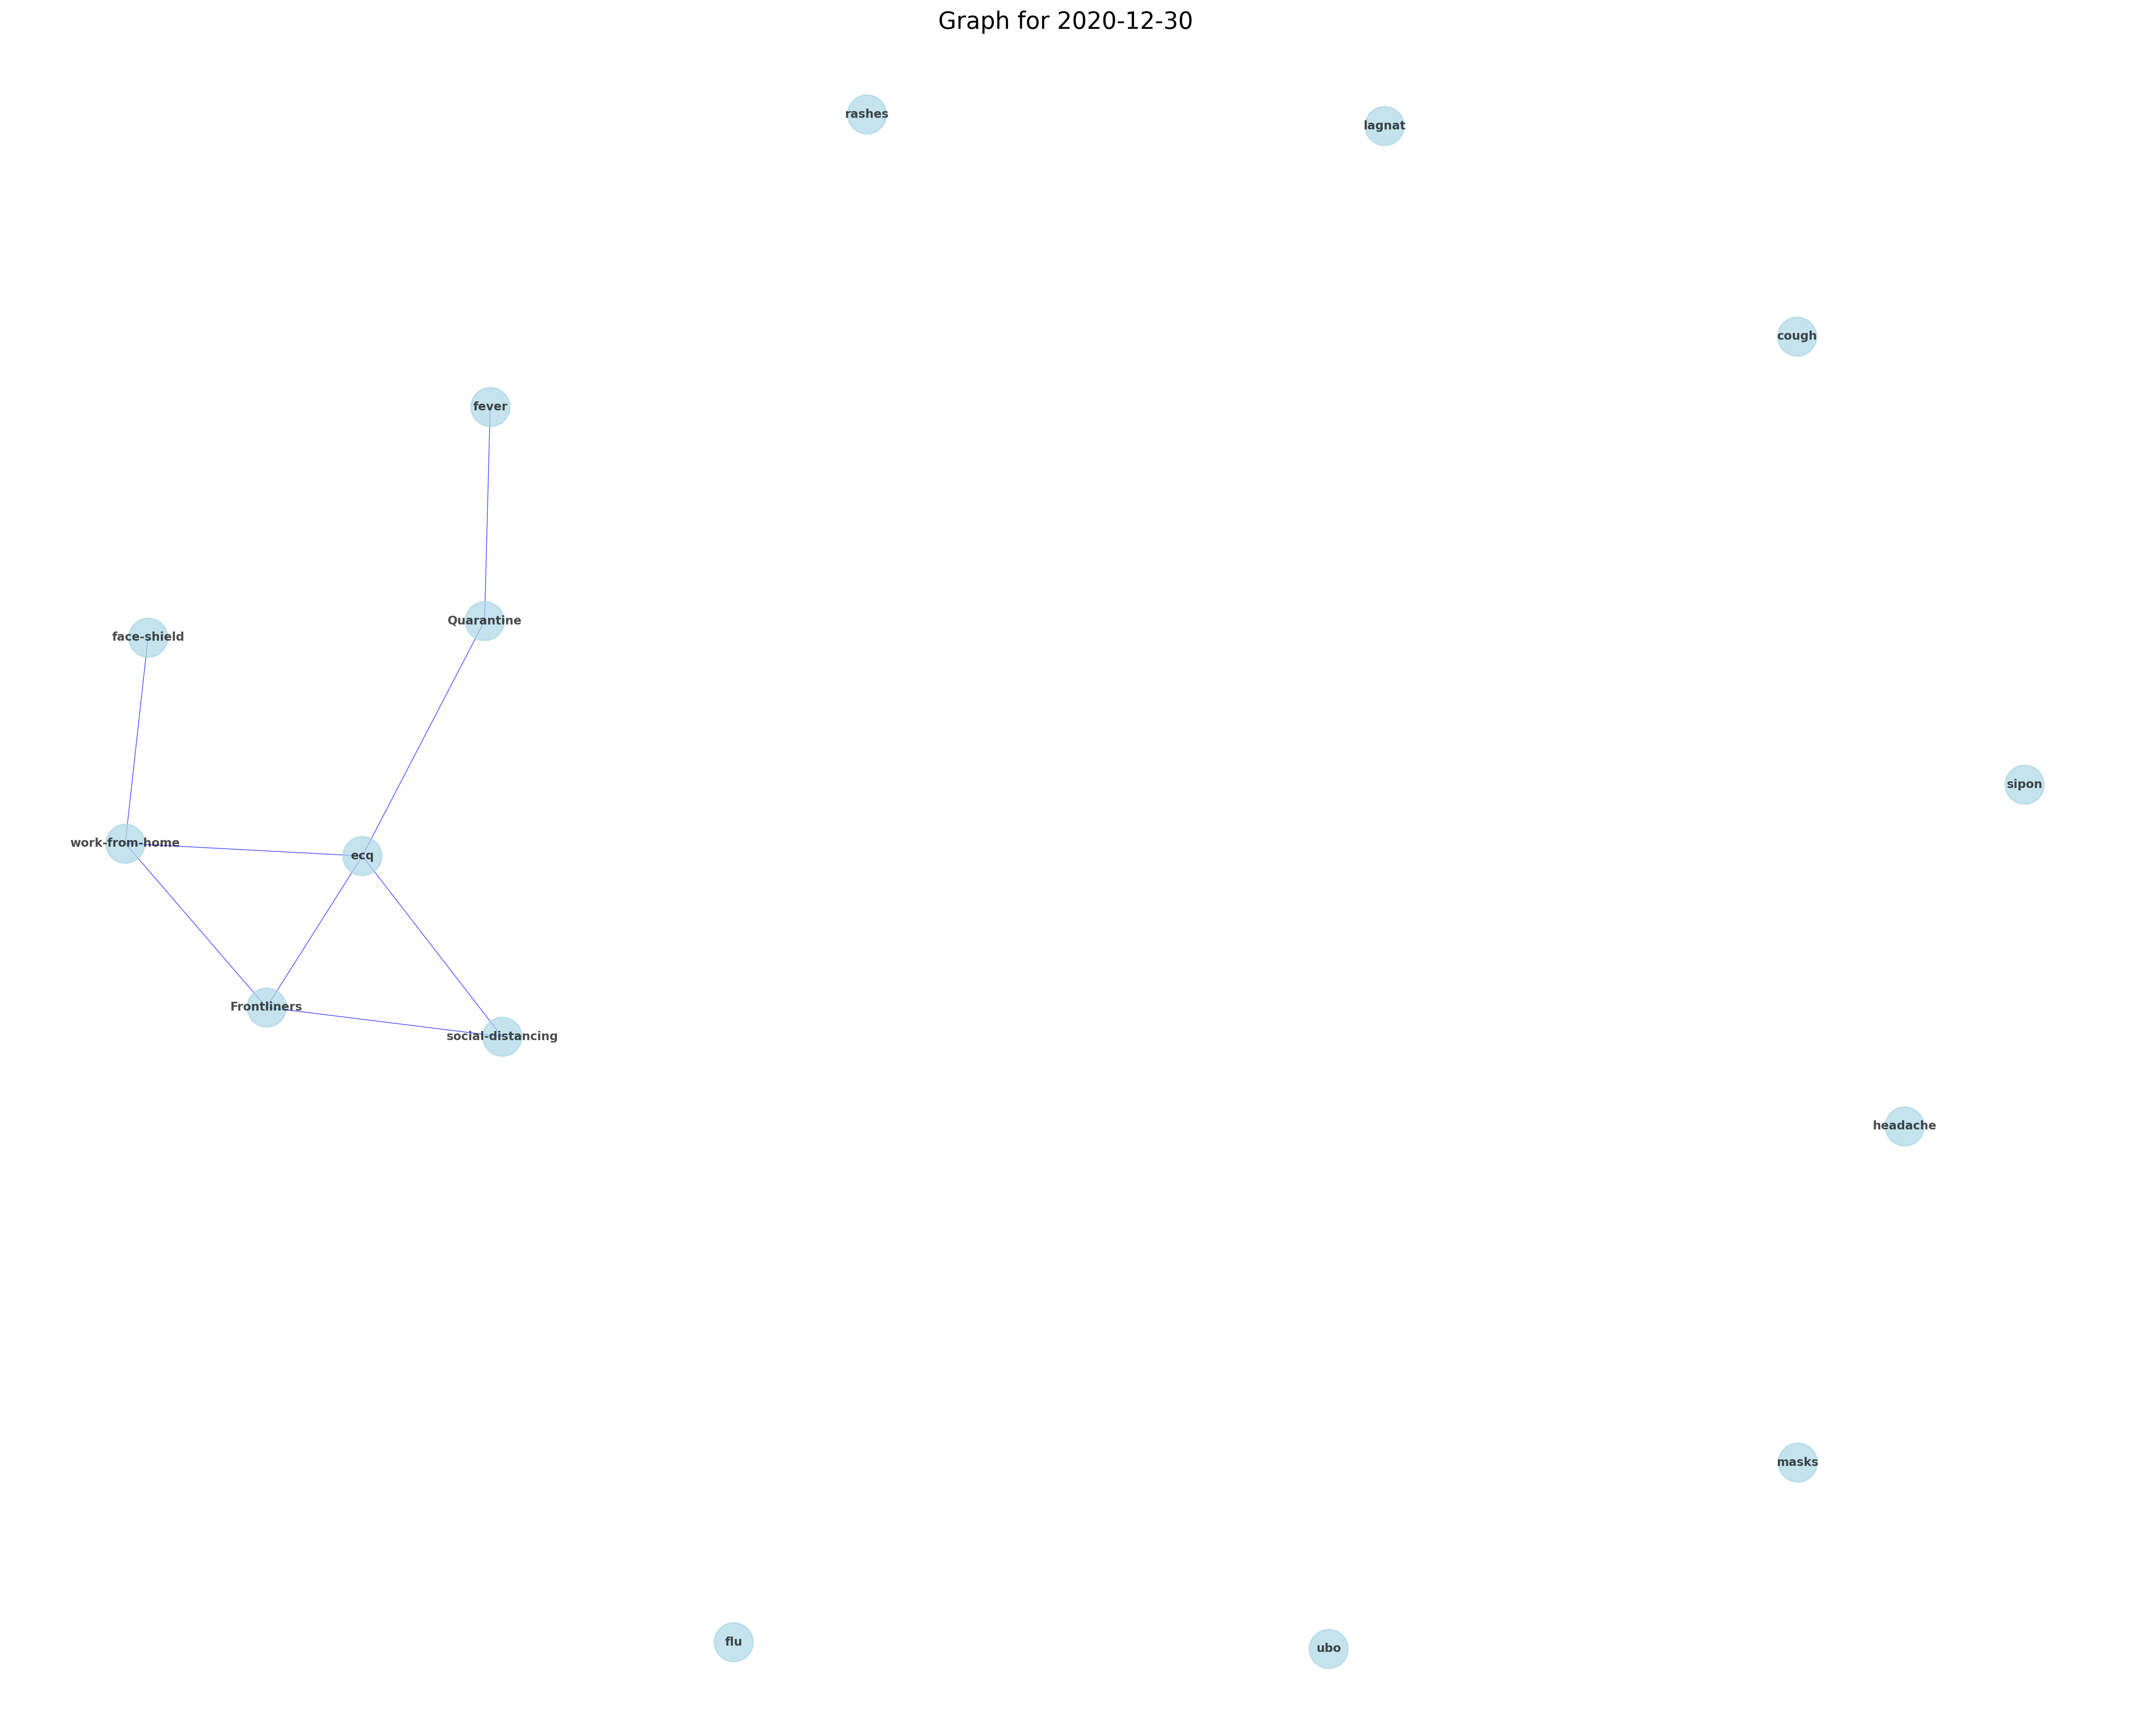 Graph for 2020-12-30
rashes
lagnat
cough
fever
Quarantine
face-shield
sipon
work-from-home
ecq
Frontliners
social-distancing
headache
masks
flu
ubo